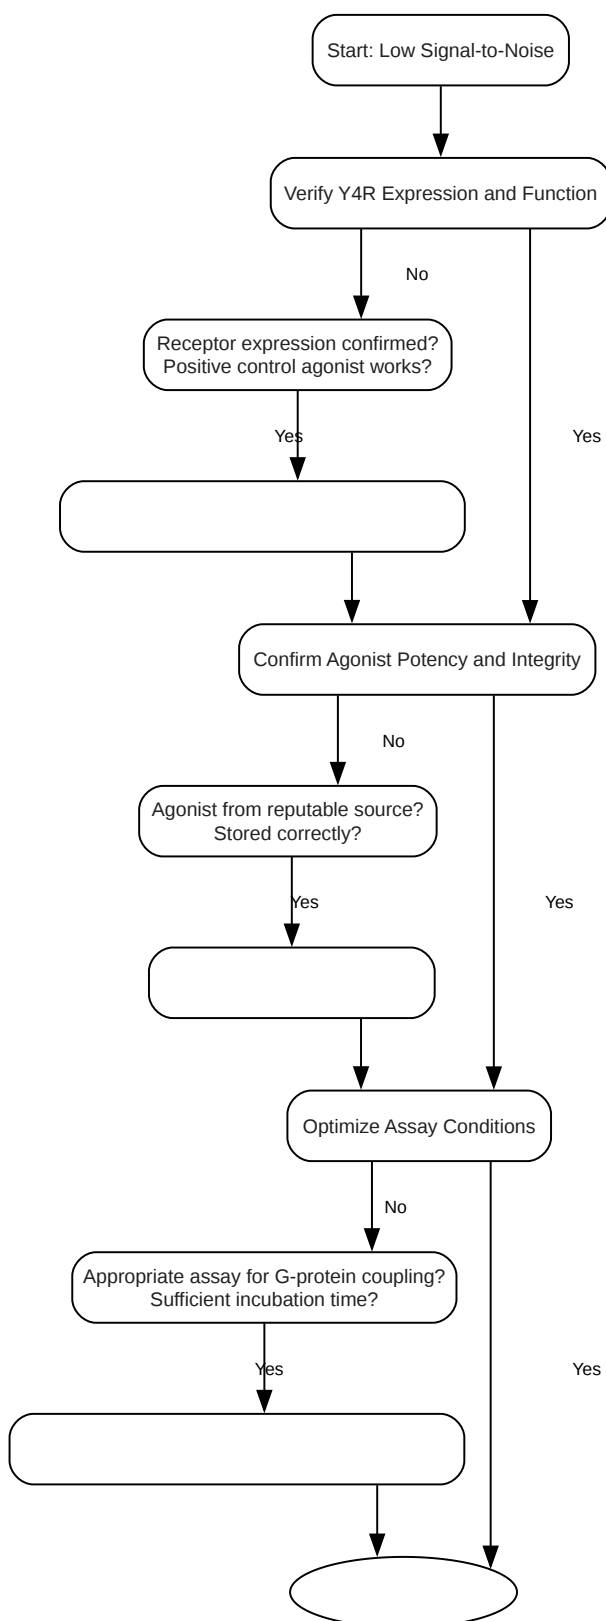 Start: Low Signal-to-Noise
Verify Y4R Expression and Function
No
Receptor expression confirmed?
Positive control agonist works?
Yes
Yes
Confirm Agonist Potency and Integrity
No
Agonist from reputable source?
Stored correctly?
Yes
Yes
Optimize Assay Conditions
No
Appropriate assay for G-protein coupling?
Sufficient incubation time?
Yes
Yes